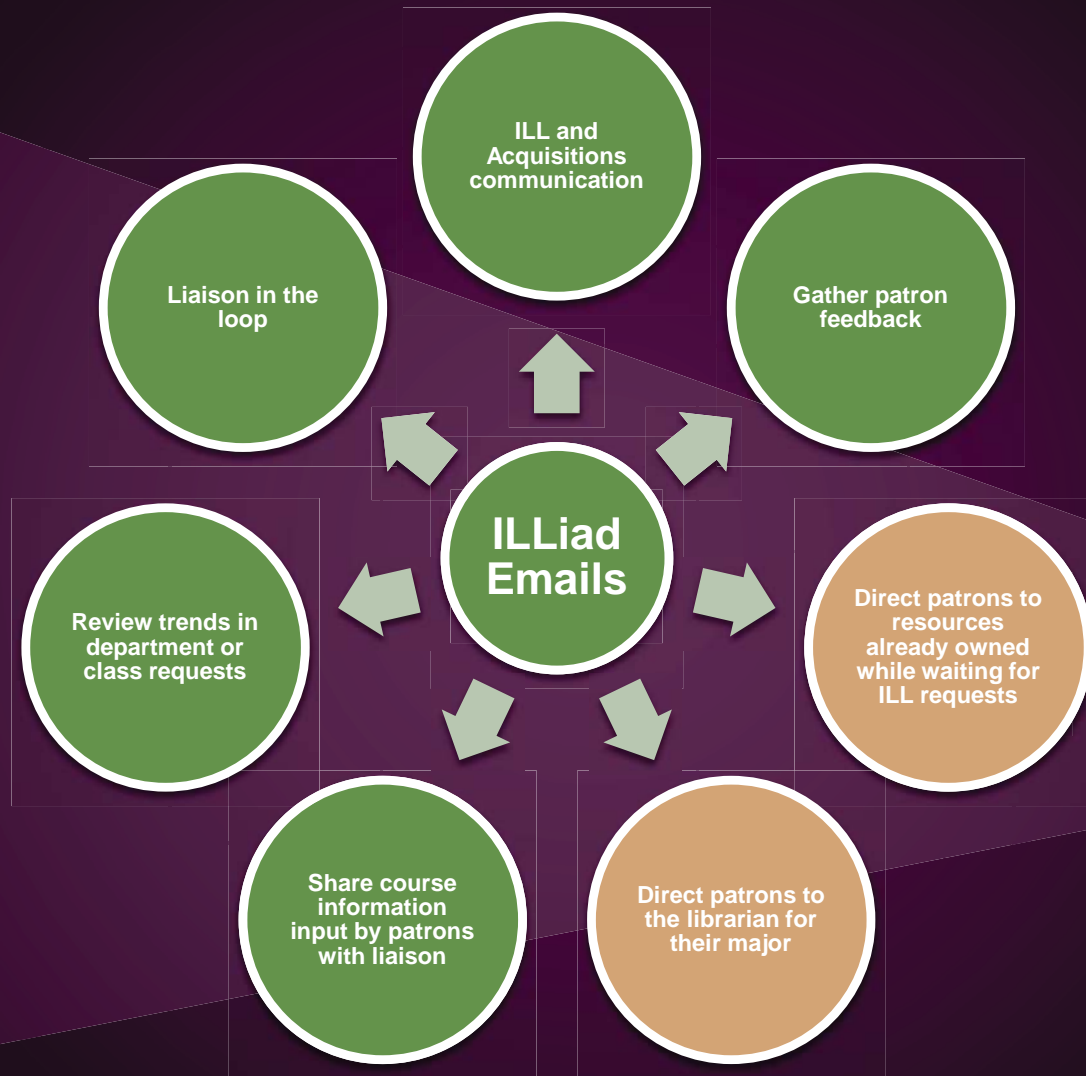 ILL and
Acquisitions
communication
Liaison in the
loop
Gather patron
feedback
ILLiad
Emails
Review trends in
department or
class requests
Direct patrons to
resources
already owned
while waiting for
ILL requests
Share course
information
input by patrons
with liaison
Direct patrons to
the librarian for
their major